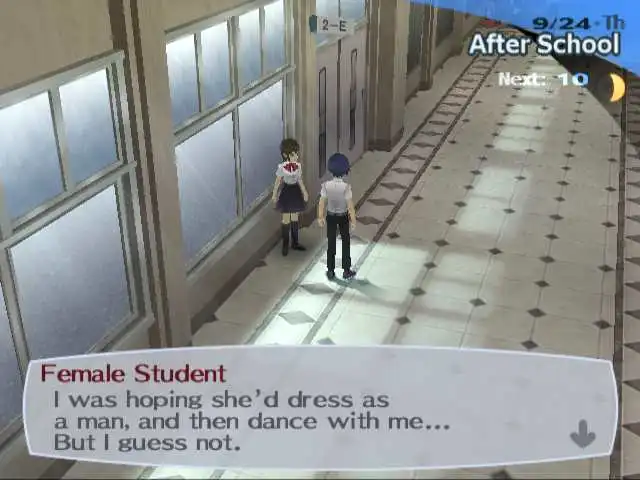 2-E
9/24·Th
After School
Next: 10
Female Student
I was hoping she'd dress as
a man, and then dance with me...
But I guess not.